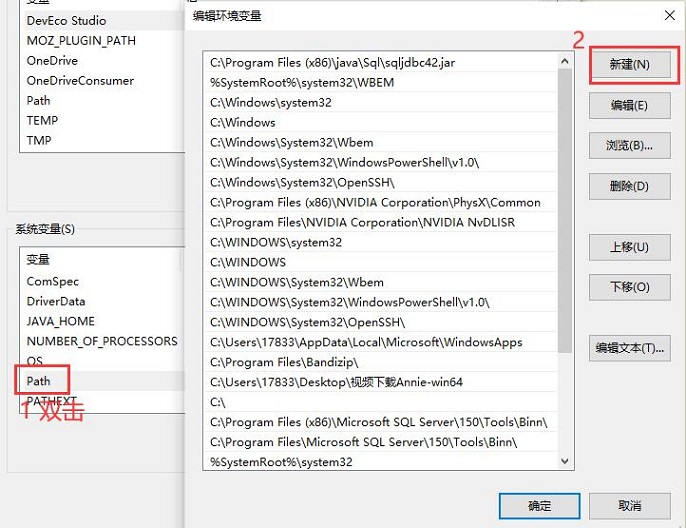 变量
DevEco Studio
MOZ_PLUGIN_PATH
OneDrive
OneDriveConsumer
Path
TEMP
TMP
系统变量(S)
变量
ComSpec
DriverData
JAVA_HOME
NUMBER_OF_PROCESSORS
OS
Path
PATHEXT
1 双击
编辑环境变量
2
C:\Program Files (x86)\java\Sql\sqljdbc42.jar
%SystemRoot%\system32\WBEM
C:\Windows\system32
C:\Windows
C:\Windows\System32\Wbem
C:\Windows\System32\WindowsPowerShell\v1.0\
C:\Windows\System32\OpenSSH\
C:\Program Files (x86)\NVIDIA Corporation\PhysX\Common
C:\Program Files\NVIDIA Corporation\NVIDIA NvDLISR
C:\WINDOWS\system32
C:\WINDOWS
C:\WINDOWS\System32\Wbem
C:\WINDOWS\System32\WindowsPowerShell\v1.0\
C:\WINDOWS\System32\OpenSSH\
C:\Users\17833\AppData\Local\Microsoft\WindowsApps
C:\Program Files\Bandizip\
C:\Users\17833\Desktop\视频下载Annie-win64
C:\
C:\Program Files (x86)\Microsoft SQL Server\150\Tools\Binn\
C:\Program Files\Microsoft SQL Server\150\Tools\Binn\
%SystemRoot%\system32
新建(N)
编辑(E)
浏览(B)...
删除(D)
上移(U)
下移(O)
编辑文本(T)...
确定
取消